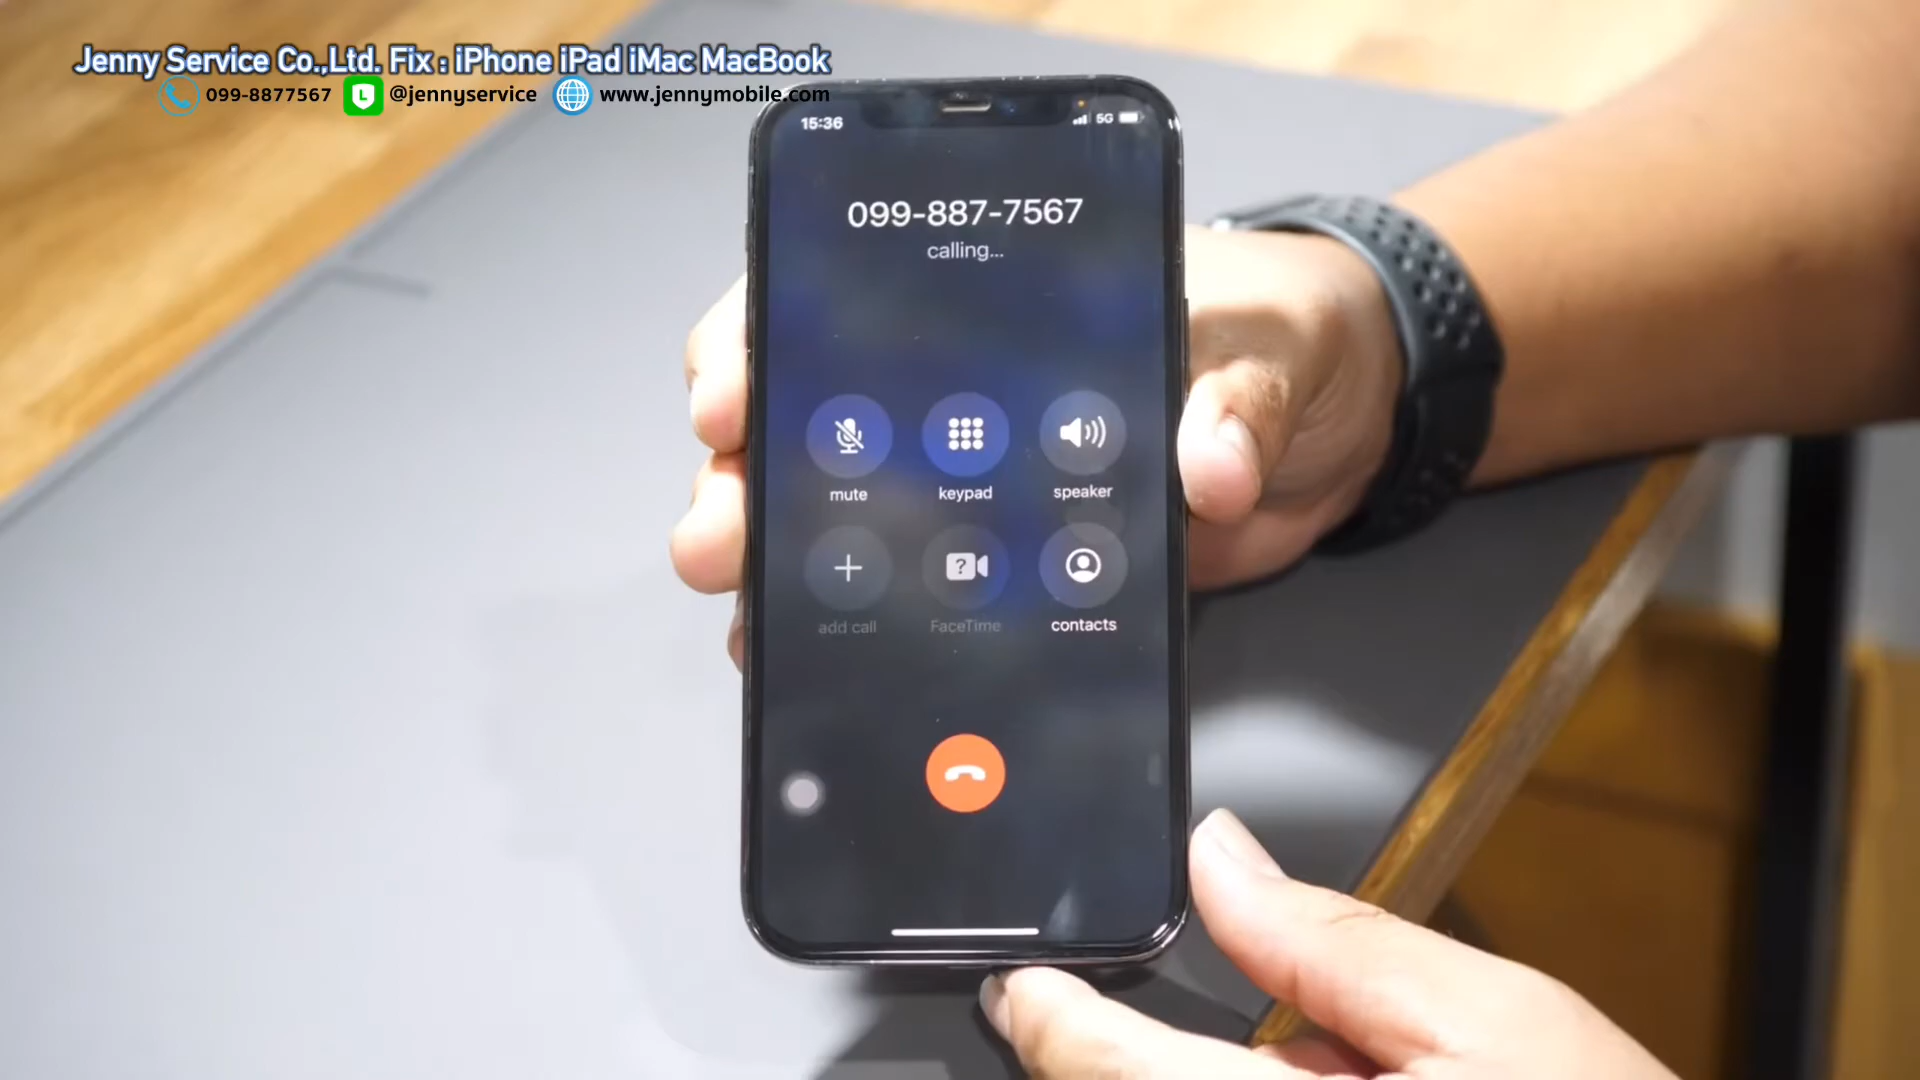 Jenny Service Co.,Ltd. Fix : iPhone iPad iMac MacBook
099-8877567 @jennyservice www.jennymobile.com
15:36 5G
099-887-7567
calling...
mute keypad speaker
add call FaceTime contacts